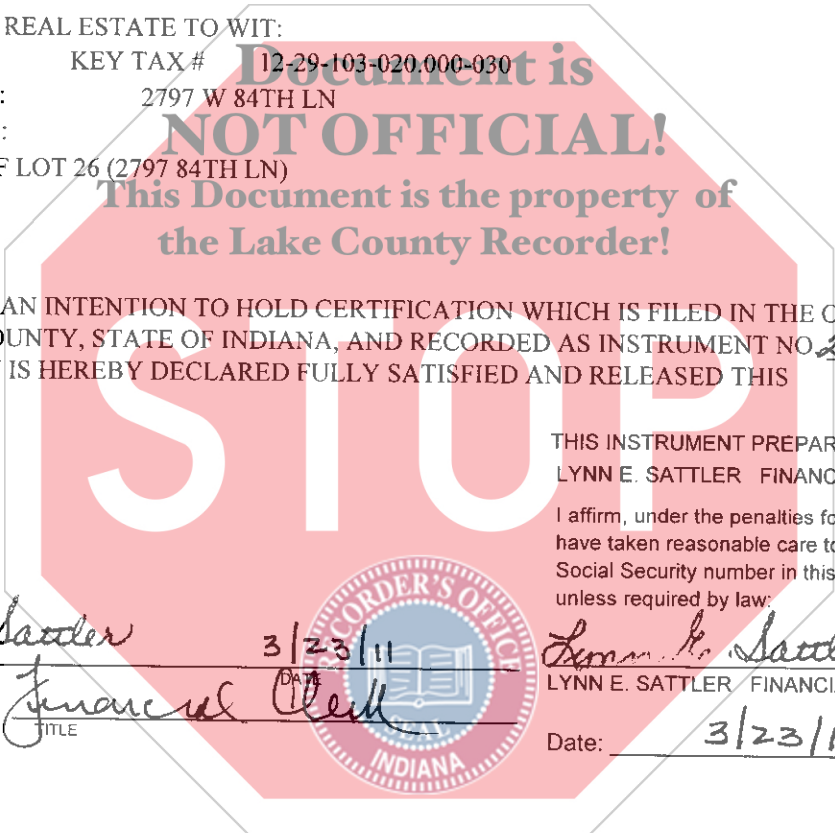 REAL ESTATE TO WIT:
KEY TAX # 12-29-103-020.000-030
Document is
: 2797 W 84TH LN
:
NOT OFFICIAL!
F LOT 26 (2797 84TH LN)
This Document is the property of
the Lake County Recorder!
AN INTENTION TO HOLD CERTIFICATION WHICH IS FILED IN THE
OUNTY, STATE OF INDIANA, AND RECORDED AS INSTRUMENT NO.
IS HEREBY DECLARED FULLY SATISFIED AND RELEASED THIS
STOP
THIS INSTRUMENT PREPAR
LYNN E. SATTLER FINANC
I affirm, under the penalties fo
have taken reasonable care to
Social Security number in this
unless required by law:
RECORDER'S OFFICE
SEAL
INDIANA
Sattler 3/23/11
DATE
Financial Clerk
TITLE
Lynn E. Sattl
LYNN E. SATTLER FINANCI
Date: 3/23/1